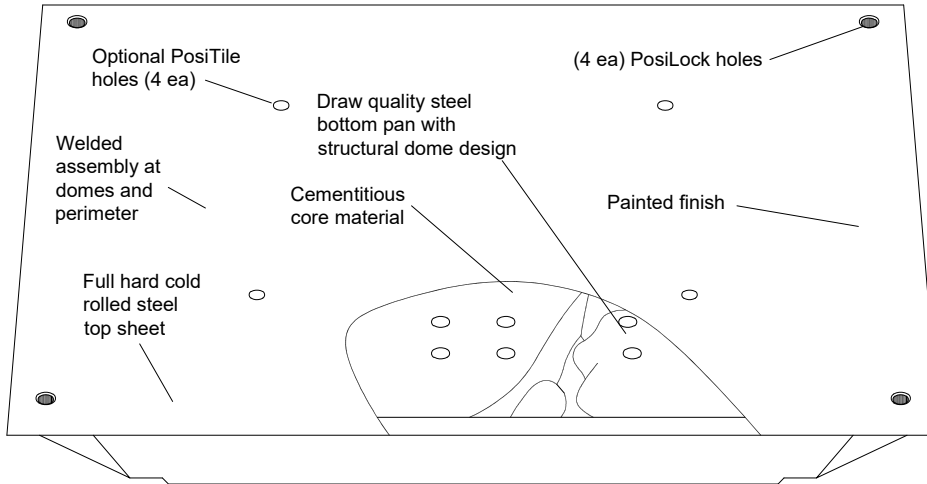 Optional PosiTile
holes (4 ea)
(4 ea) PosiLock holes
Draw quality steel
bottom pan with
structural dome design
Welded
assembly at
domes and
perimeter
Cementitious
core material
Painted finish
Full hard cold
rolled steel
top sheet